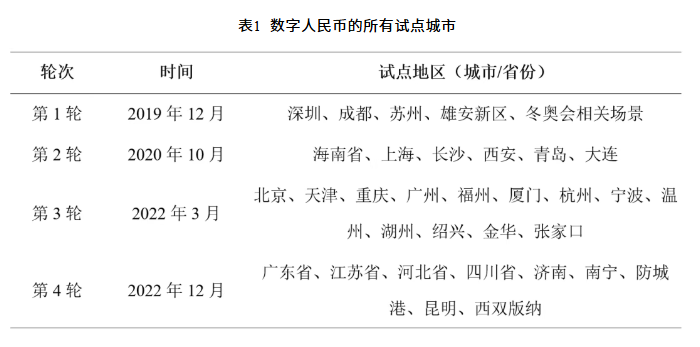 表1 数字人民币的所有试点城市
轮次 时间 试点地区（城市/省份）
第 1 轮 2019 年 12 月 深圳、成都、苏州、雄安新区、冬奥会相关场景
第 2 轮 2020 年 10 月 海南省、上海、长沙、西安、青岛、大连
第 3 轮 2022 年 3 月 北京、天津、重庆、广州、福州、厦门、杭州、宁波、温
州、湖州、绍兴、金华、张家口
第 4 轮 2022 年 12 月 广东省、江苏省、河北省、四川省、济南、南宁、防城
港、昆明、西双版纳